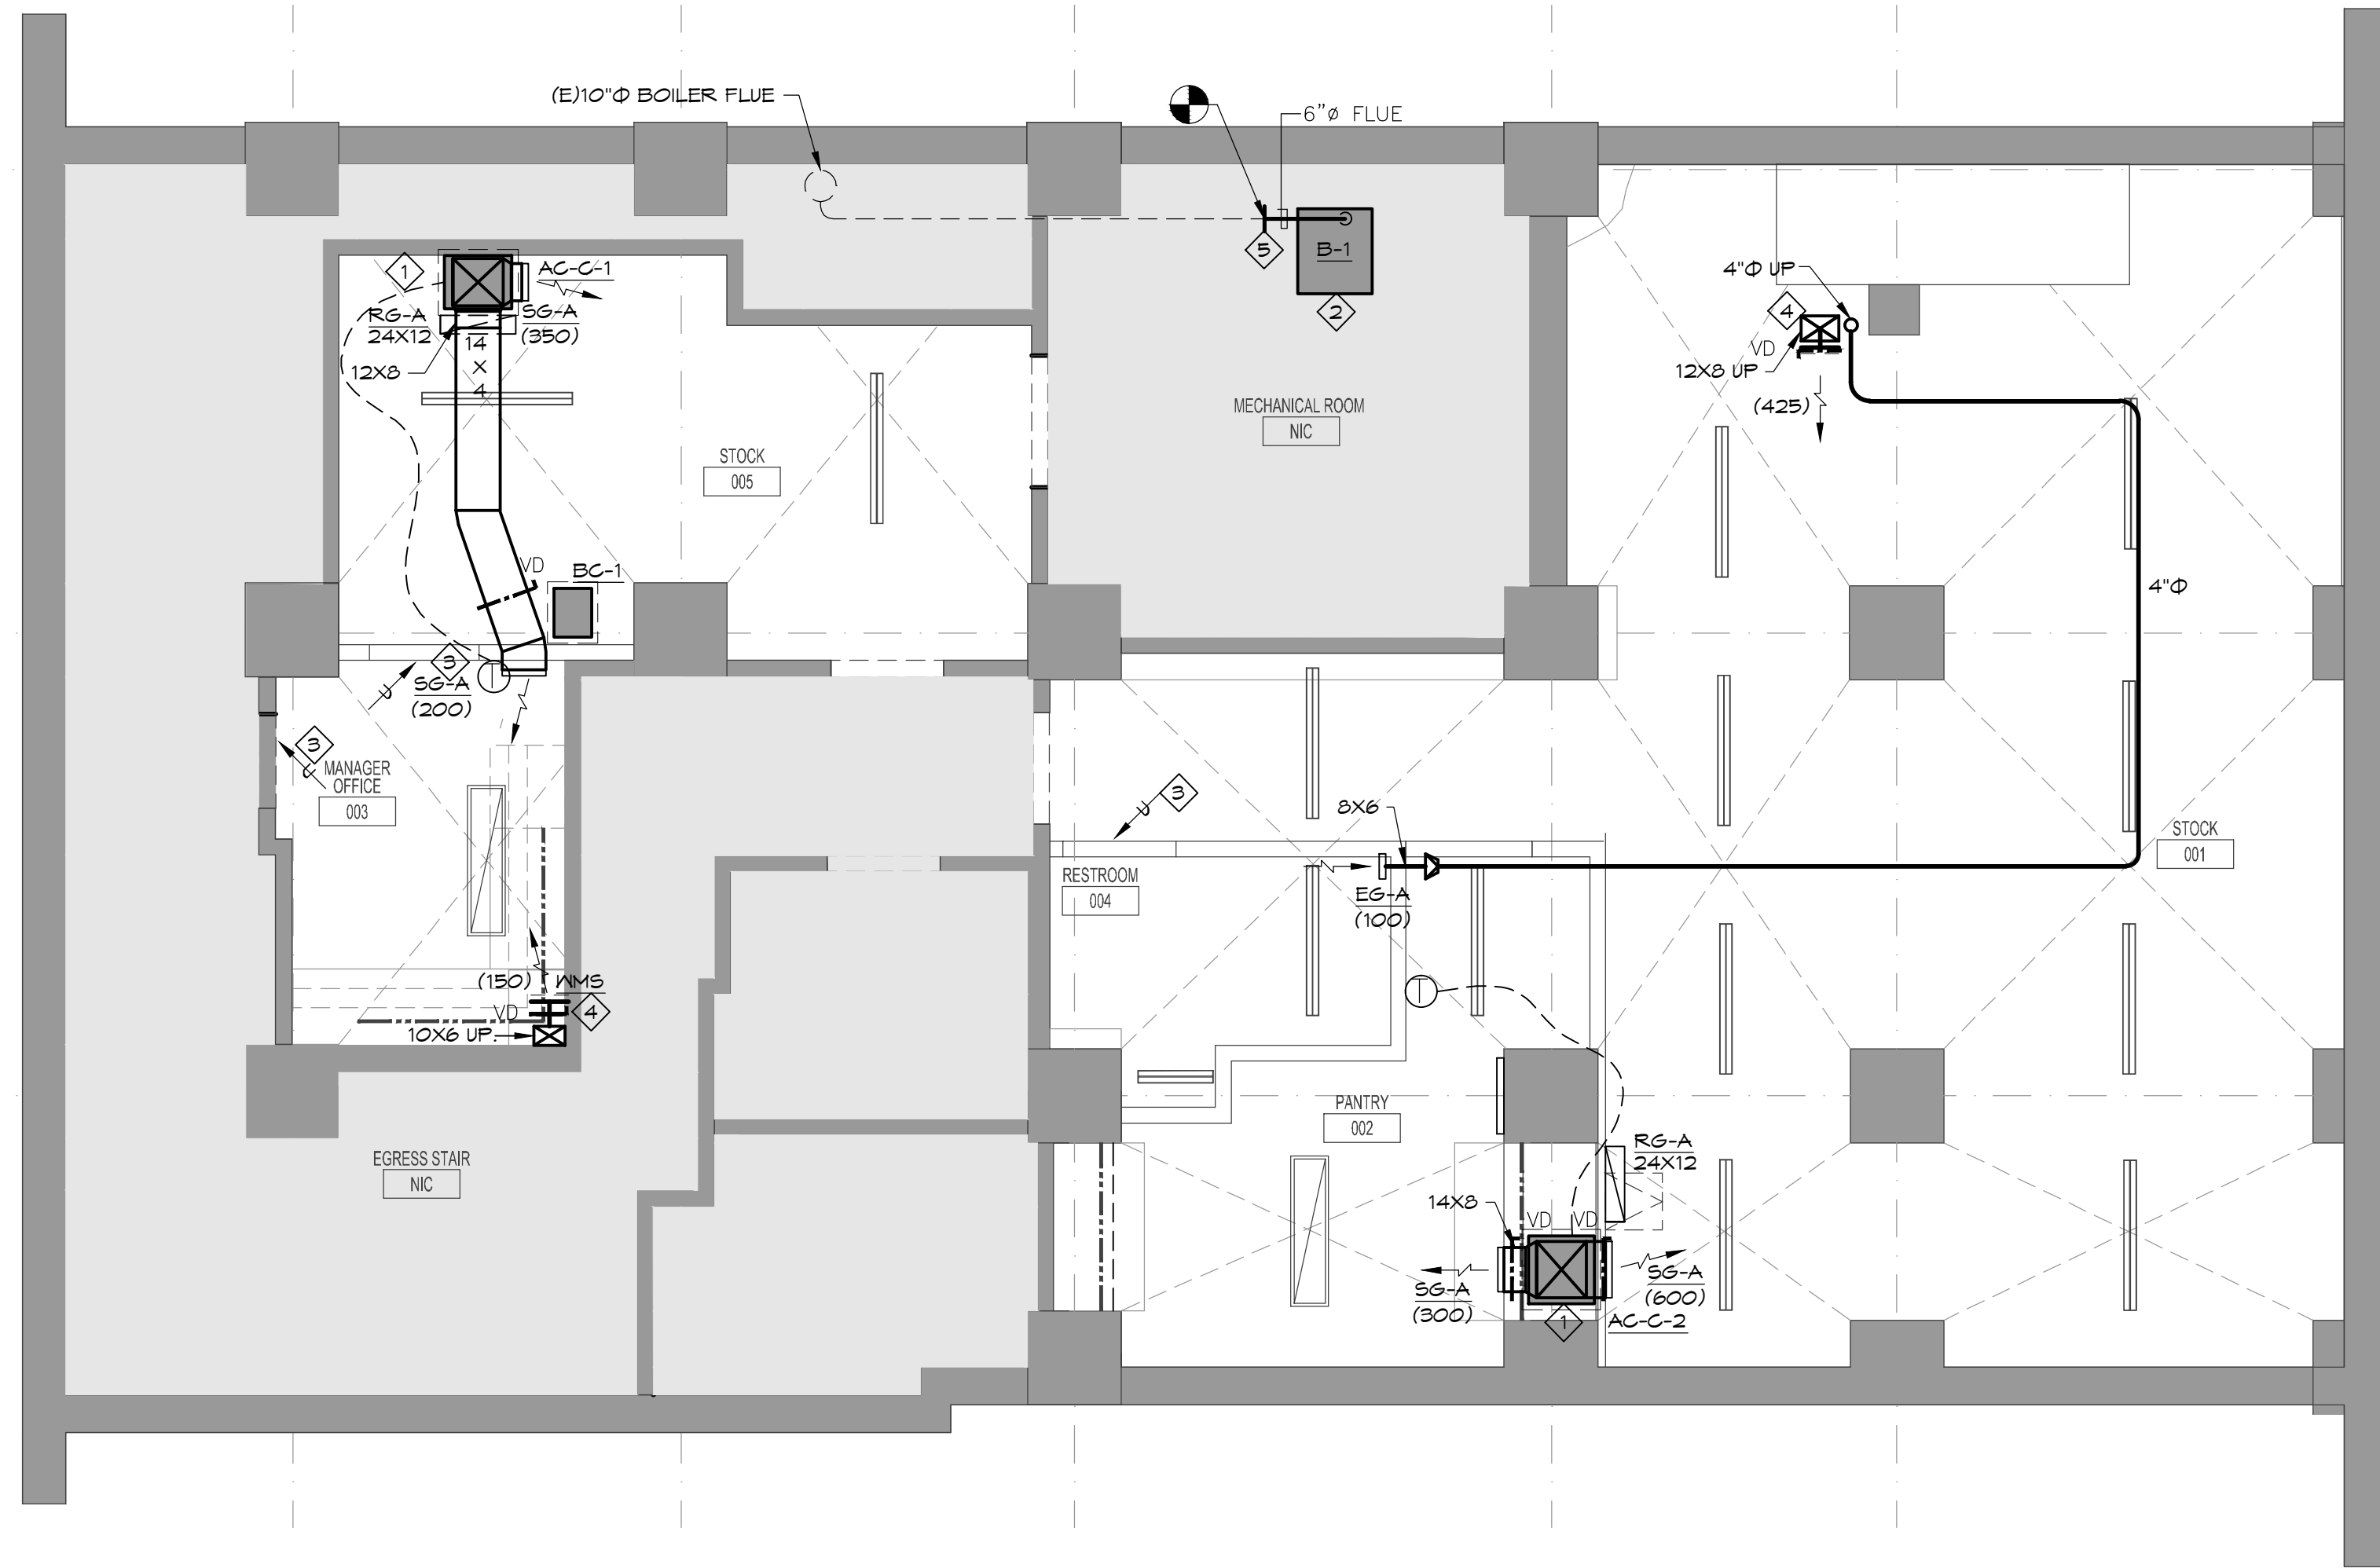 (E)10"Φ BOILER FLUE
6"ø FLUE
5
B-1
2
1
AC-C-1
RG-A
24X12
SG-A
(350)
14
X
4
12X8
4"Φ UP
4
VD
12X8 UP
(425)
MECHANICAL ROOM
NIC
STOCK
005
VD
BC-1
4"Φ
3
SG-A
(200)
T
3
MANAGER
OFFICE
003
3
8X6
STOCK
001
RESTROOM
004
EG-A
(100)
(150)
WMS
VD
4
10X6 UP.
T
PANTRY
002
EGRESS STAIR
NIC
RG-A
24X12
14X8
VD
VD
SG-A
(300)
SG-A
(600)
1
AC-C-2